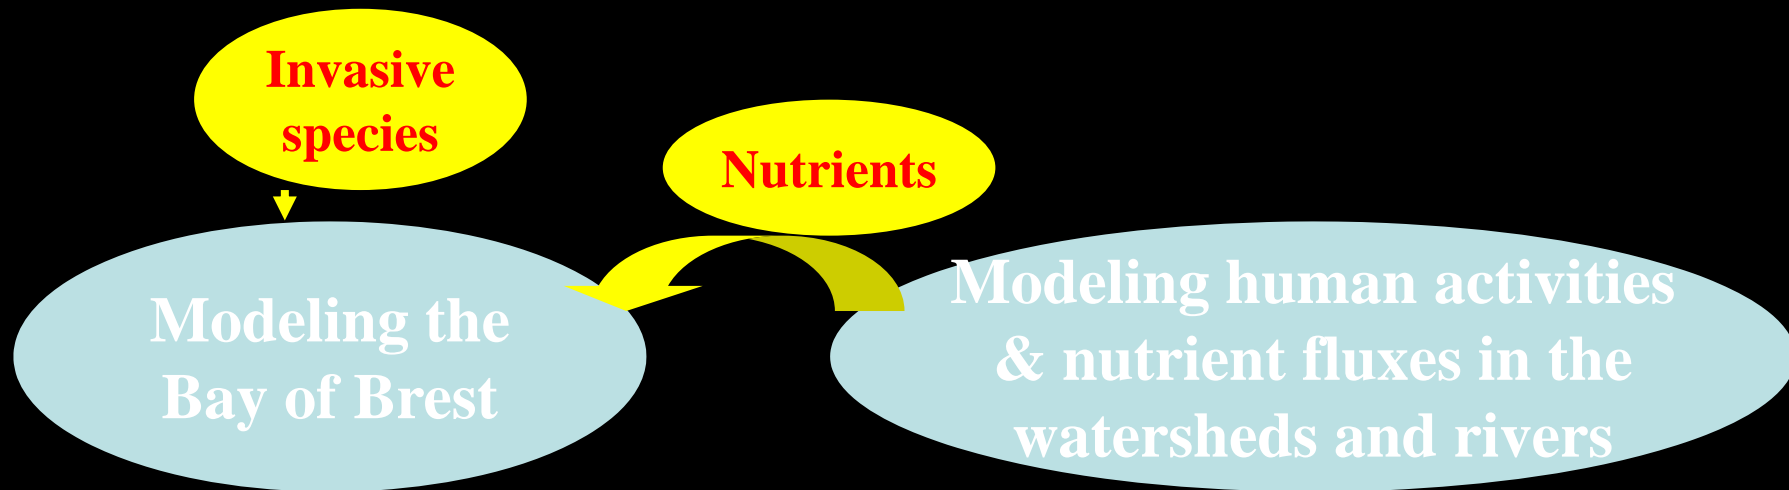 Invasive
species
Nutrients
Modeling the
Bay of Brest
Modeling human activities
& nutrient fluxes in the
watersheds and rivers